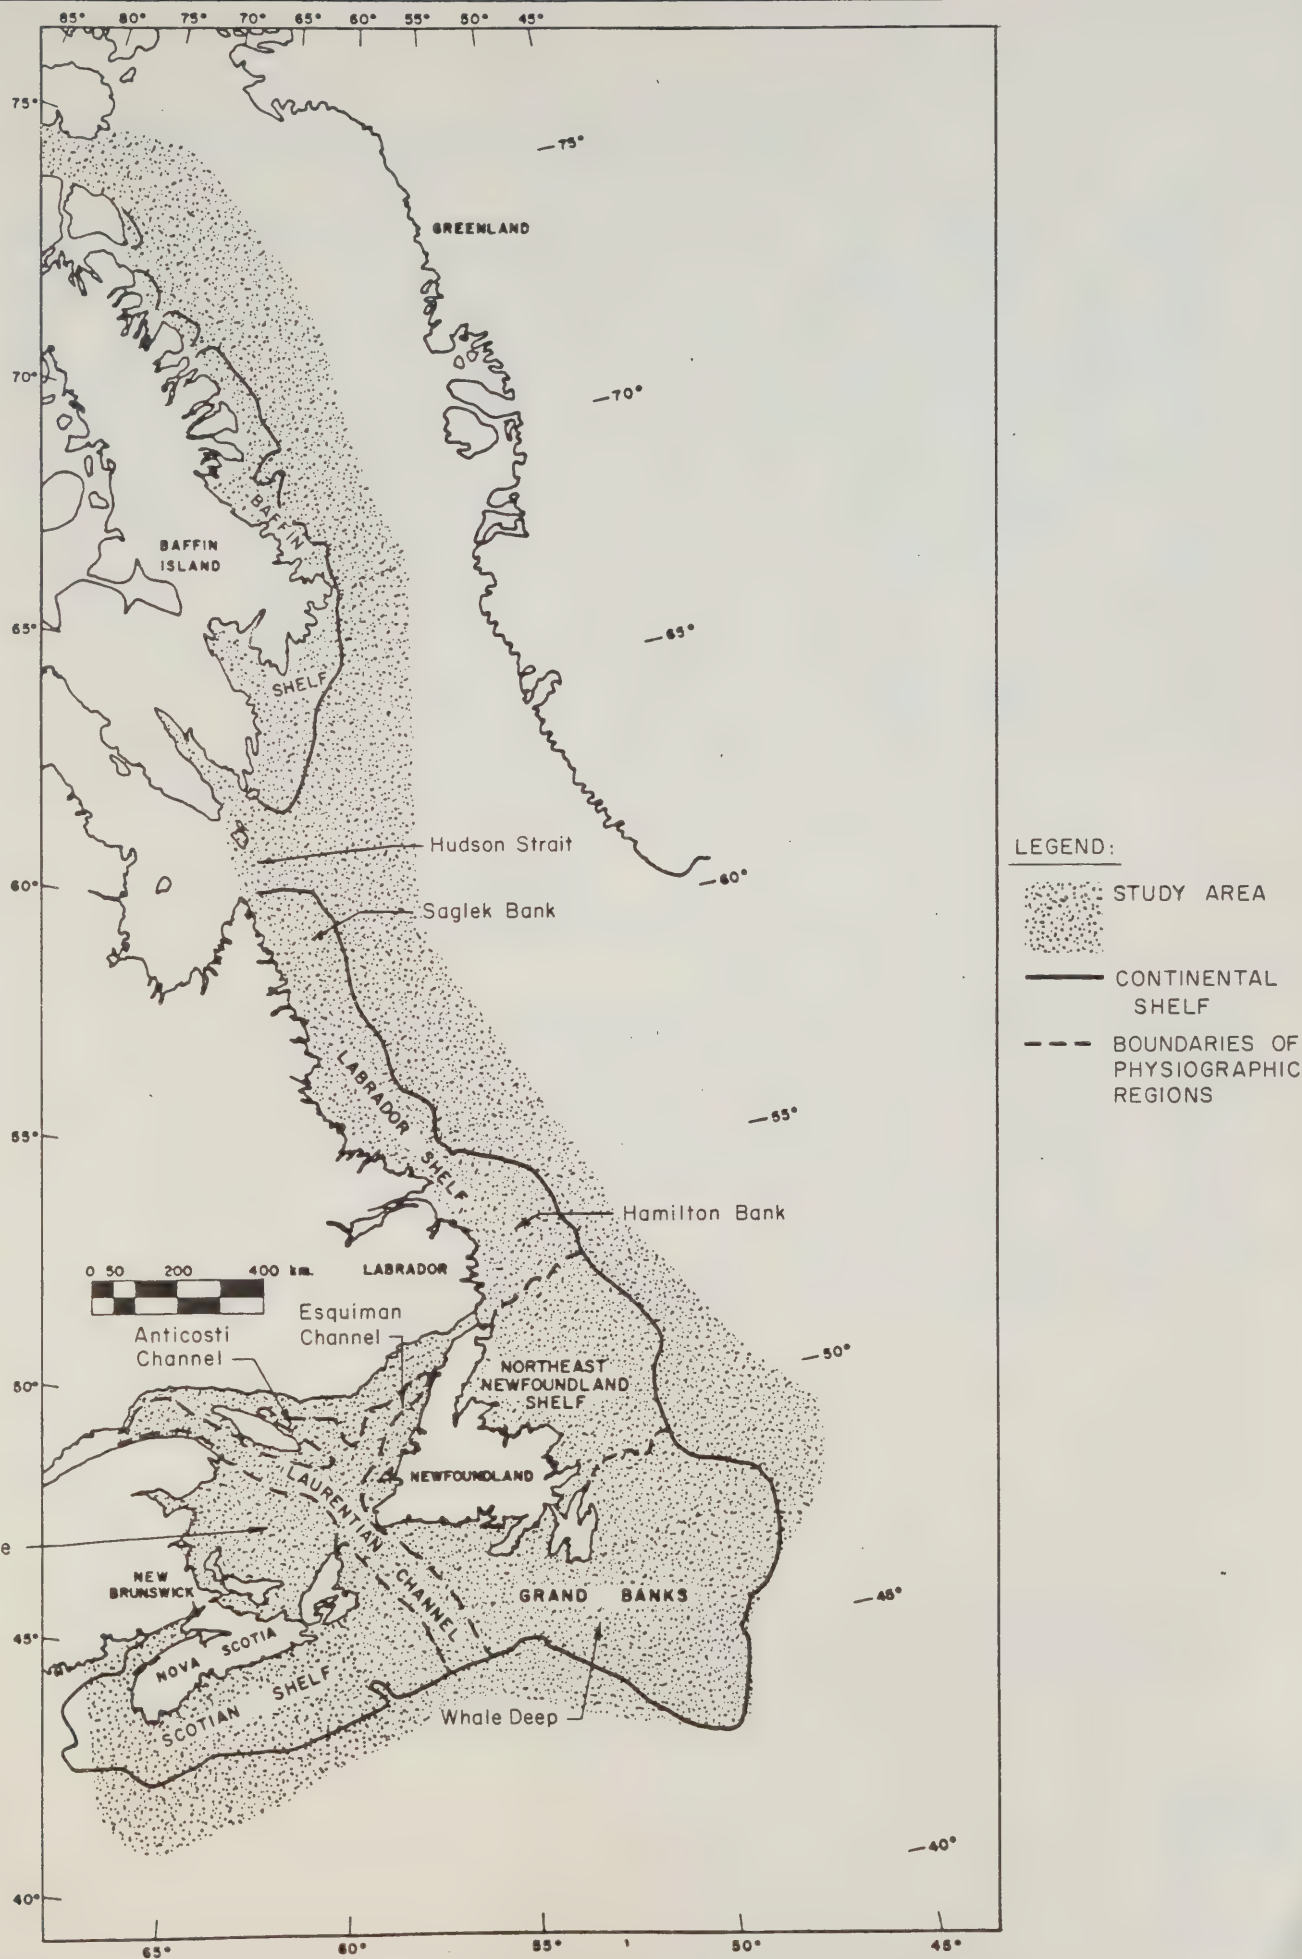 85° 80° 75° 70° 65° 60° 55° 50° 45°
75°
—75°
GREENLAND
70°
—70°
BAFFIN
SHELF
BAFFIN
ISLAND
65°
—65°
Hudson Strait
60°
—60°
Saglek Bank
LEGEND:
STUDY AREA
CONTINENTAL
SHELF
BOUNDARIES OF
PHYSIOGRAPHIC
REGIONS
LABRADOR SHELF
55°
—55°
Hamilton Bank
0 50 200 400 km.
LABRADOR
Esquiman
Channel
Anticosti
Channel
50°
—50°
NORTHEAST
NEWFOUNDLAND
SHELF
NEWFOUNDLAND
LAURENTIAN CHANNEL
e
NEW
BRUNSWICK
GRAND BANKS
—45°
45°
NOVA SCOTIA
SCOTIAN SHELF
Whale Deep
—40°
40°
65° 60° 55° 50° 45°